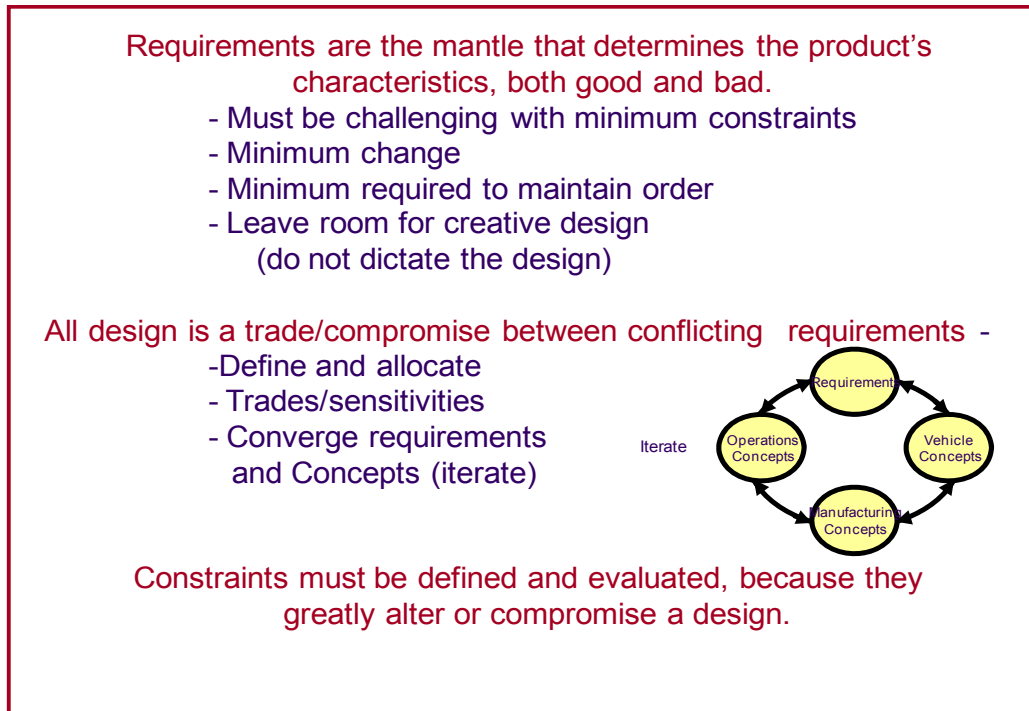 Requirements are the mantle that determines the product's
characteristics, both good and bad.
- Must be challenging with minimum constraints
- Minimum change
- Minimum required to maintain order
- Leave room for creative design
(do not dictate the design)
All design is a trade/compromise between conflicting requirements -
-Define and allocate
- Trades/sensitivities
- Converge requirements
and Concepts (iterate)
Iterate
Requirements
Operations
Concepts
Vehicle
Concepts
Manufacturing
Concepts
Constraints must be defined and evaluated, because they
greatly alter or compromise a design.